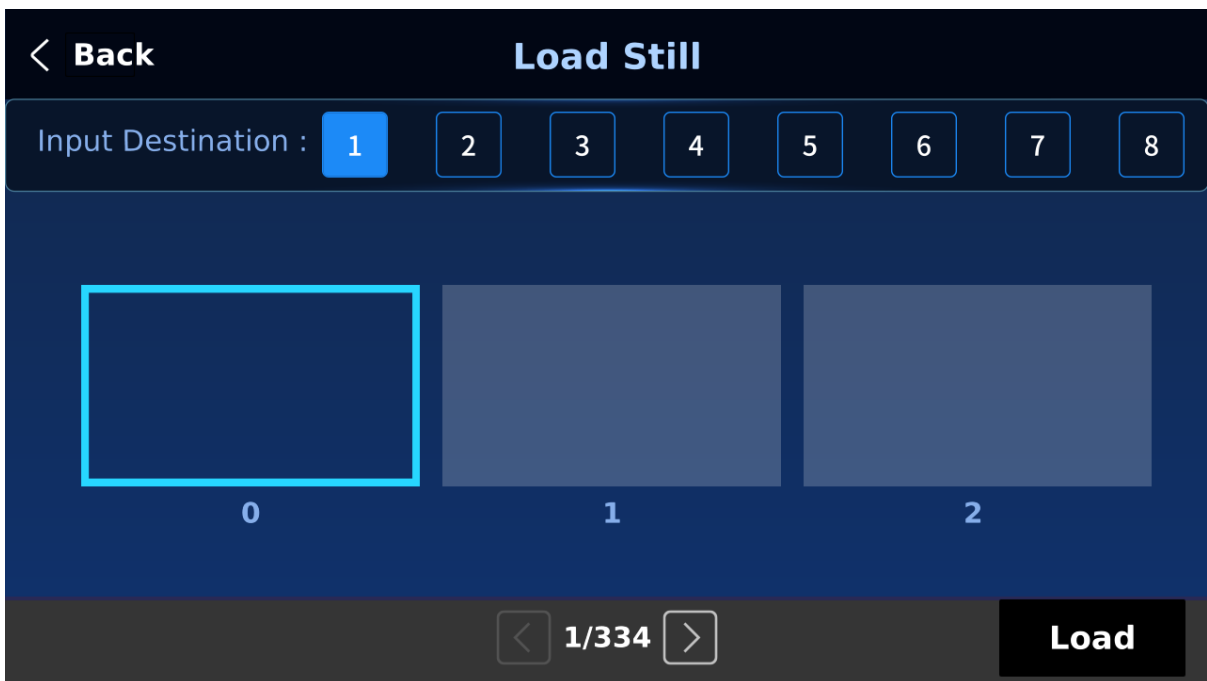 Back
Load Still
Input Destination : 1 2 3 4 5 6 7 8
0 1 2
1/334
Load